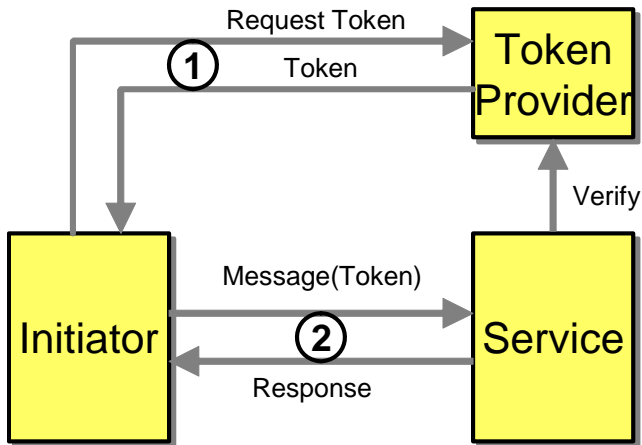 Request Token
1
Token
Token
Provider
Verify
Message(Token)
Initiator
2
Service
Response